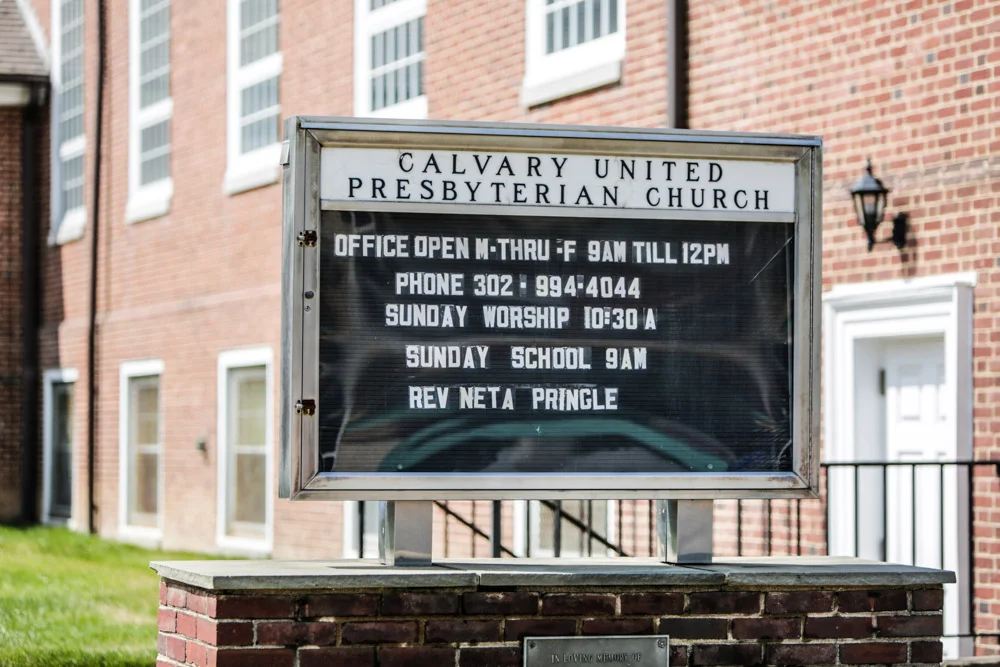 CALVARY UNITED
PRESBYTERIAN CHURCH
OFFICE OPEN M-THRU -F 9AM TILL 12PM
PHONE 302 - 994-4044
SUNDAY WORSHIP 10:30 A
SUNDAY SCHOOL 9AM
REV NETA PRINGLE
IN LOVING MEMORY OF